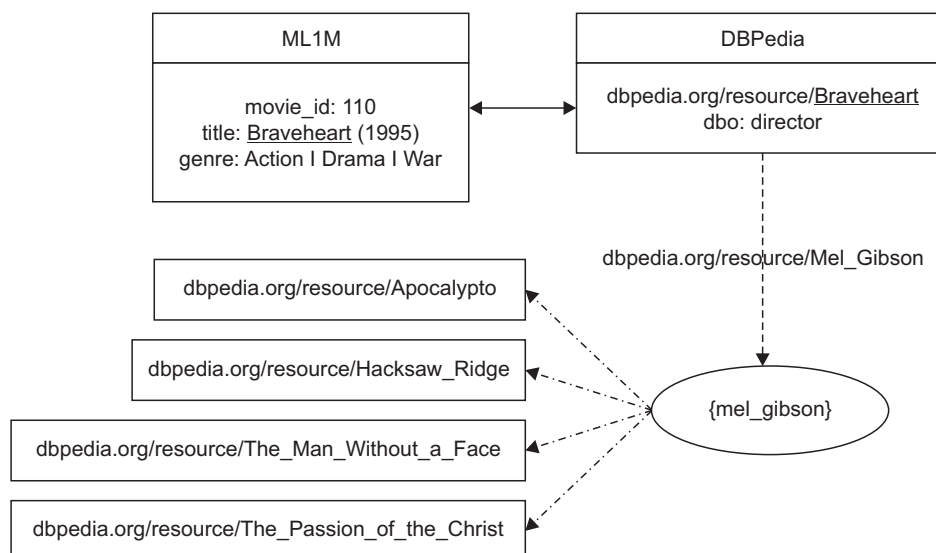 ML1M
movie_id: 110
title: Braveheart (1995)
genre: Action I Drama I War
DBPedia
dbpedia.org/resource/Braveheart
dbo: director
dbpedia.org/resource/Mel_Gibson
{mel_gibson}
dbpedia.org/resource/Apocalypto
dbpedia.org/resource/Hacksaw_Ridge
dbpedia.org/resource/The_Man_Without_a_Face
dbpedia.org/resource/The_Passion_of_the_Christ